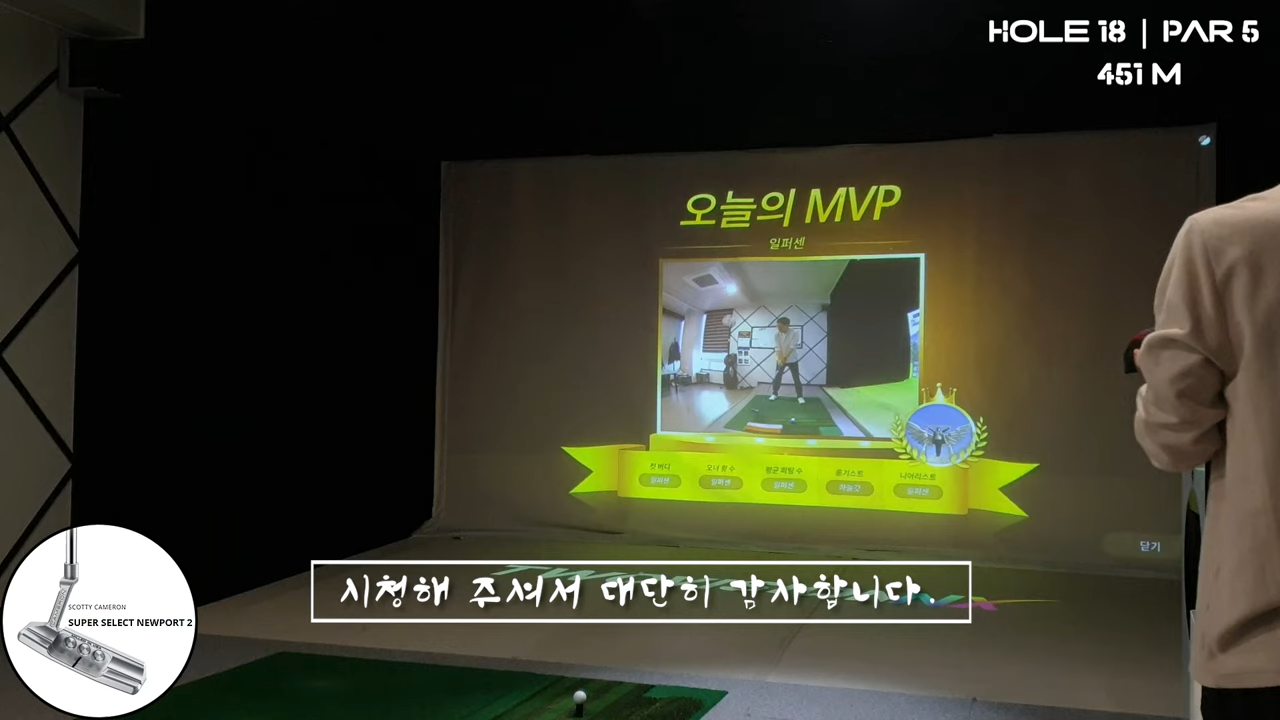 HOLE 18 | PAR 5
451 M
오늘의 MVP
일퍼센
첫 버디 오너 횟수 평균 퍼팅 수 롱기스트 니어리스트
일퍼센 일퍼센 일퍼센 하늘갓 일퍼센
닫기
시청해 주셔서 대단히 감사합니다.
SCOTTY CAMERON
SUPER SELECT NEWPORT 2